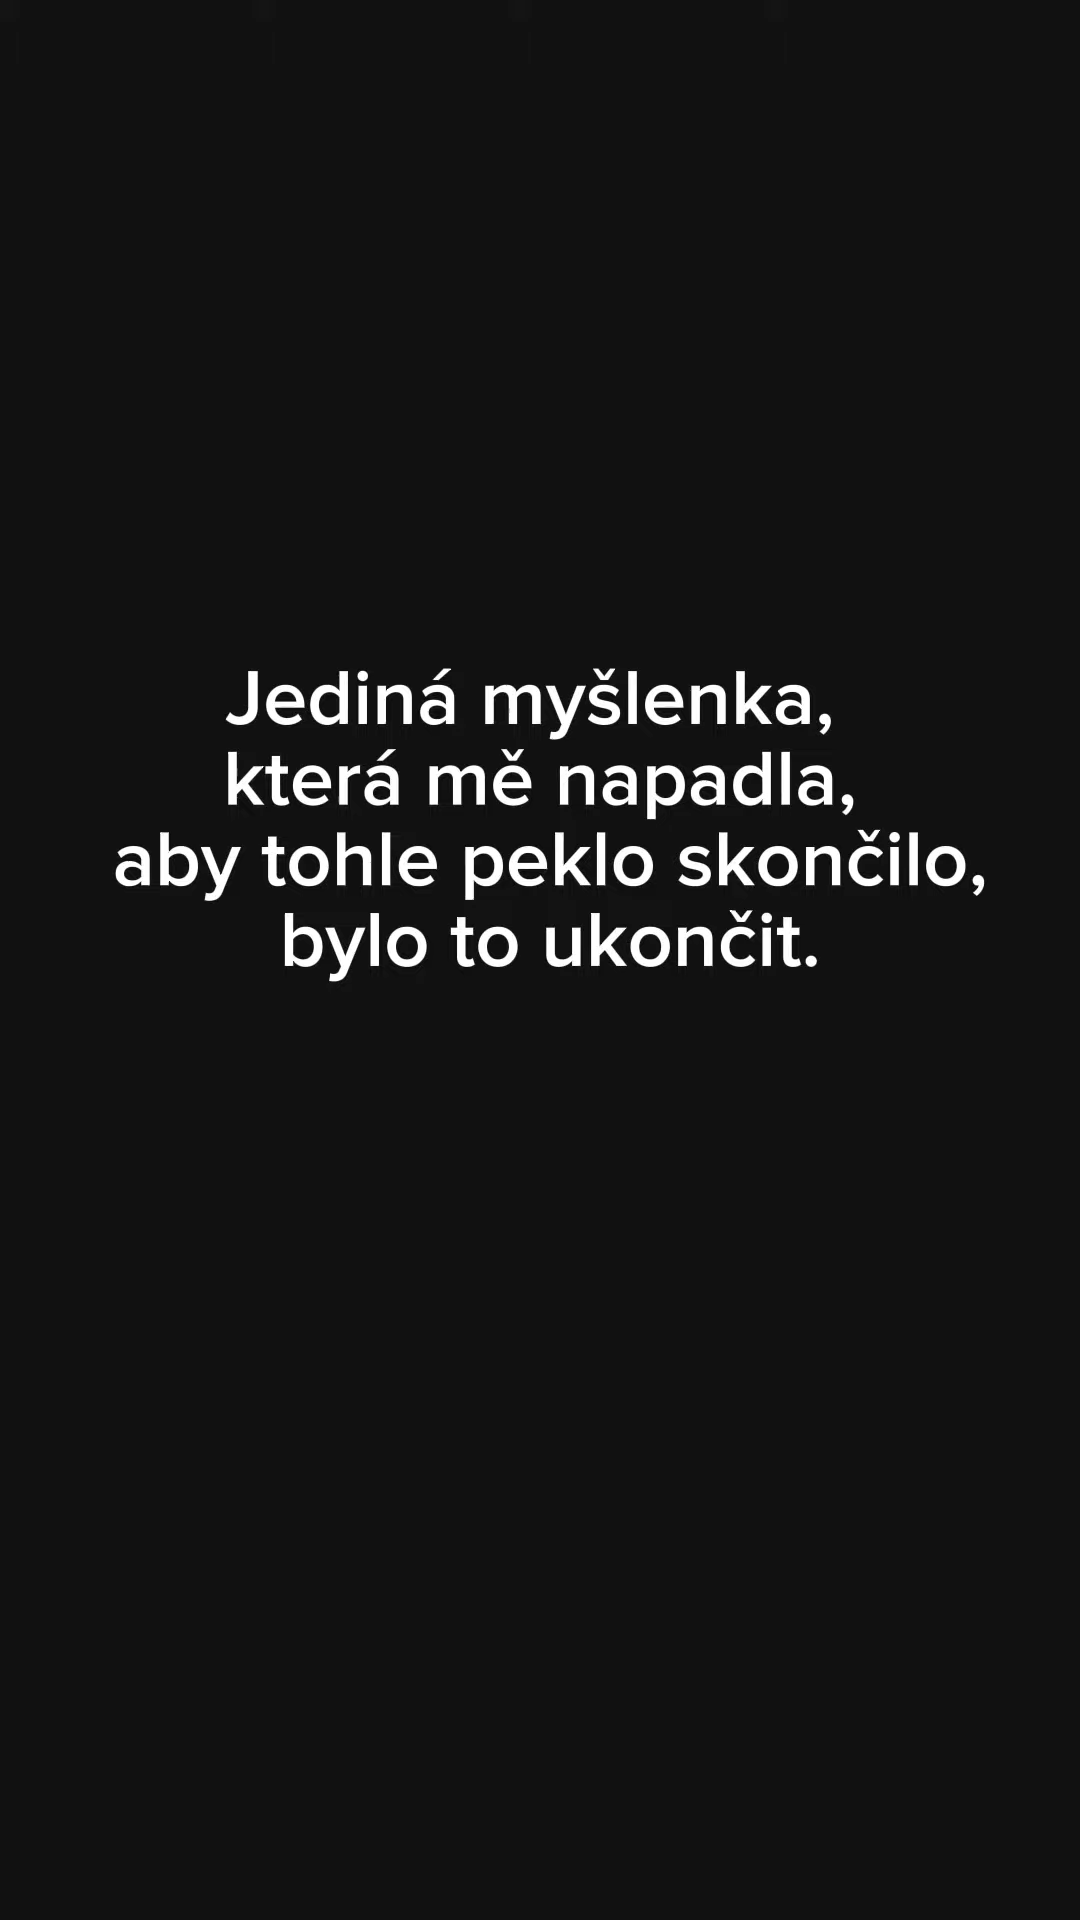 Jediná myšlenka,
která mě napadla,
aby tohle peklo skončilo,
bylo to ukončit.